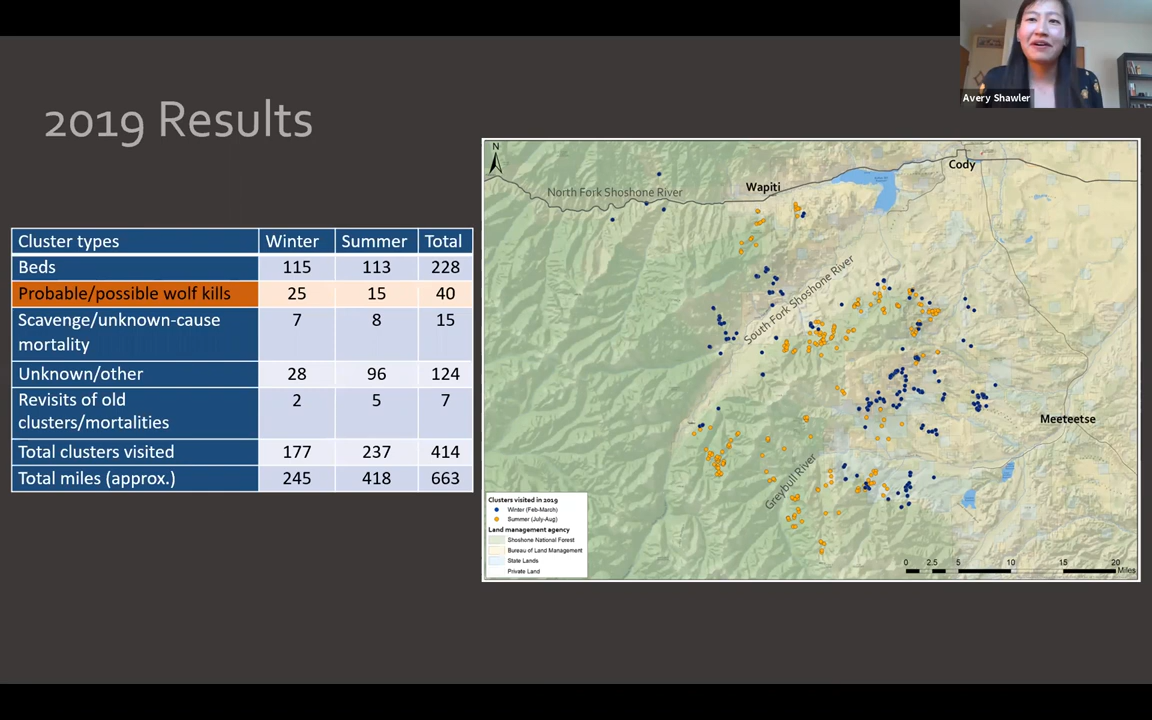 Avery Shawler
2019 Results
Cluster types Winter Summer Total
Beds 115 113 228
Probable/possible wolf kills 25 15 40
Scavenge/unknown-cause 7 8 15
mortality
Unknown/other 28 96 124
Revisits of old 2 5 7
clusters/mortalities
Total clusters visited 177 237 414
Total miles (approx.) 245 418 663
N
Cody
Wapiti
North Fork Shoshone River
South Fork Shoshone River
Meeteetse
Greybull River
Clusters visited in 2019
Winter (Feb-March)
Summer (July-Aug)
Land management agency
Shoshone National Forest
Bureau of Land Management
State Lands
Private Land
0 2.5 5 10 15 20
Miles